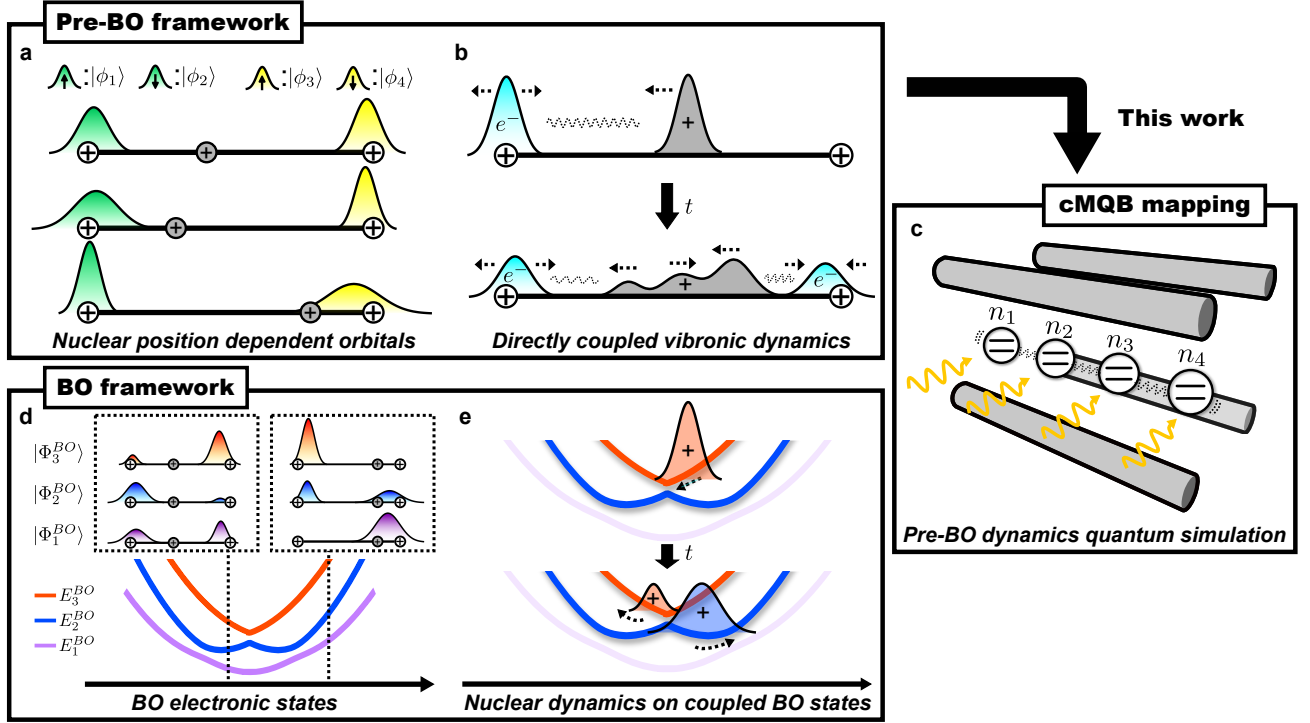 Pre-BO framework
a
:|ϕ₁⟩ :|ϕ₂⟩ :|ϕ₃⟩ :|ϕ₄⟩
+ + +
+ + +
+ + +
Nuclear position dependent orbitals
b
e⁻ +
+ +
t
e⁻ + e⁻
+ +
Directly coupled vibronic dynamics
This work
cMQB mapping
c
n₁ n₂ n₃ n₄
Pre-BO dynamics quantum simulation
BO framework
d
|Φ₃ᴮᴼ⟩
|Φ₂ᴮᴼ⟩
|Φ₁ᴮᴼ⟩
E₃ᴮᴼ
E₂ᴮᴼ
E₁ᴮᴼ
BO electronic states
e
+
t
+ +
Nuclear dynamics on coupled BO states